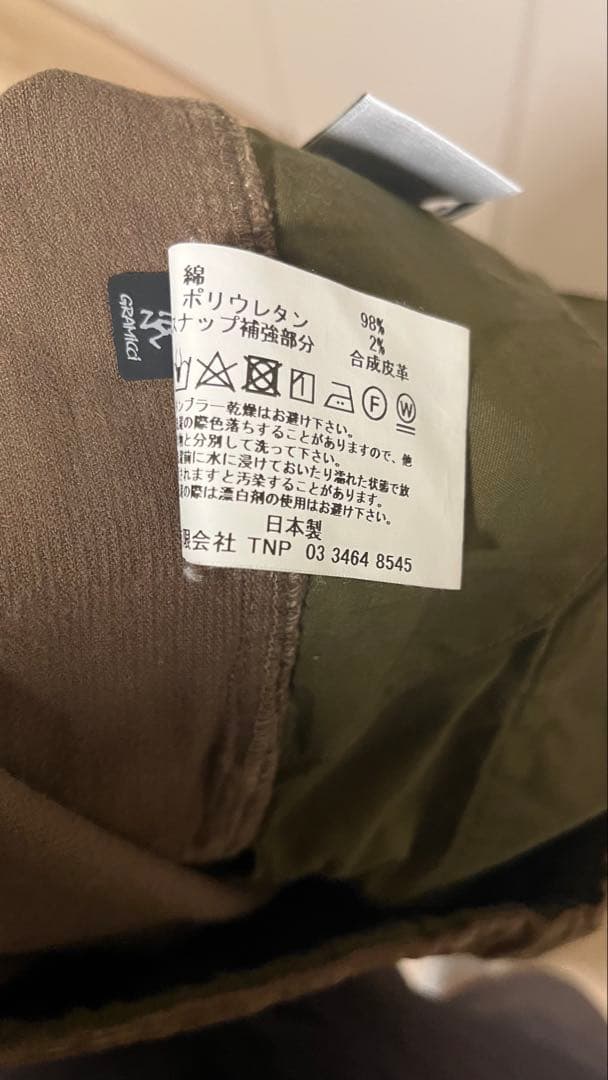 綿 98%
ポリウレタン 2%
ナップ補強部分 合成皮革
F W
ップラー乾燥はお避け下さい。
の際色落ちすることがありますので、他
と分別して洗って下さい。
前に水に浸けておいたり濡れた状態で放
されますと汚染することがあります。
の際は漂白剤の使用はお避け下さい。
日本製
限会社 TNP 03 3464 8545
GRAMICCI